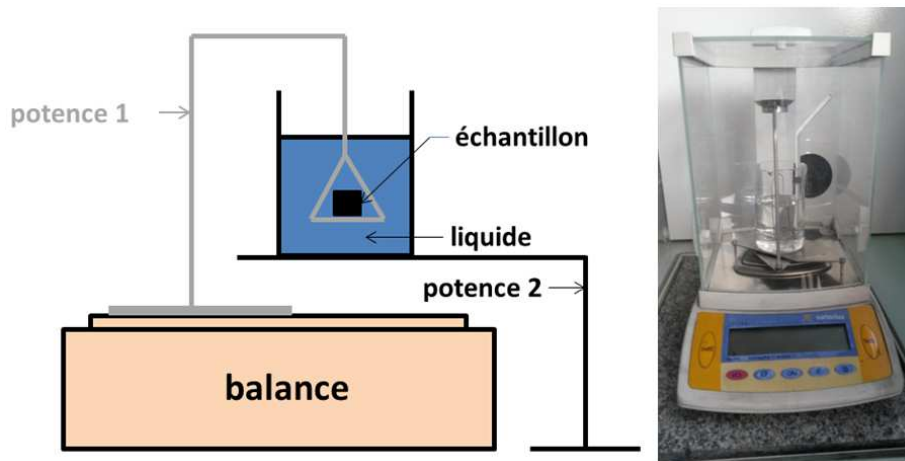 potence 1
échantillon
liquide
potence 2
balance